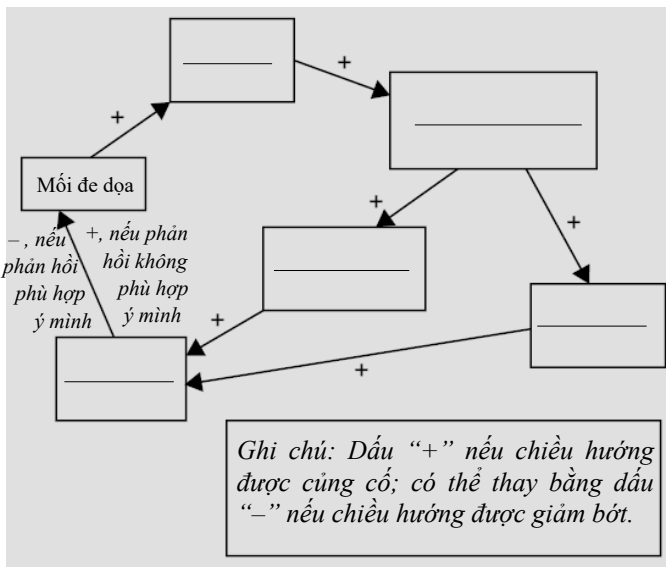 +
+
Mối đe dọa
– , nếu
phản hồi
phù hợp
ý mình
+, nếu phản
hồi không
phù hợp
ý mình
+
+
+
+
Ghi chú: Dấu “+” nếu chiều hướng
được củng cố; có thể thay bằng dấu
“–” nếu chiều hướng được giảm bớt.